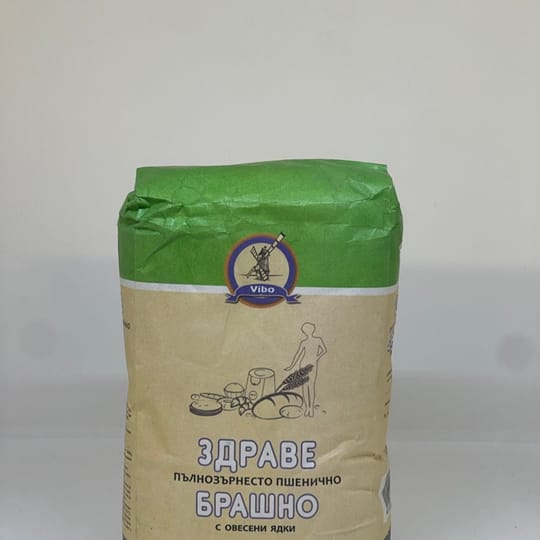 Vibo
ЗДРАВЕ
ПЪЛНОЗЪРНЕСТО ПШЕНИЧНО
БРАШНО
С ОВЕСЕНИ ЯДКИ